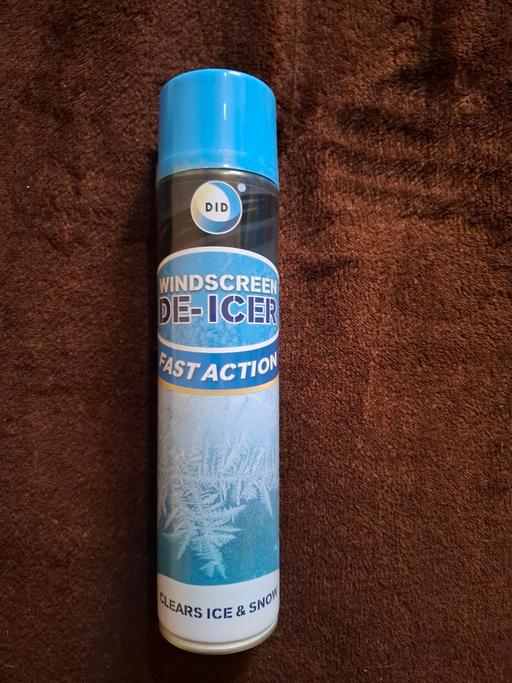 DID
WINDSCREEN
DE-ICER
FAST ACTION
CLEARS ICE & SNOW